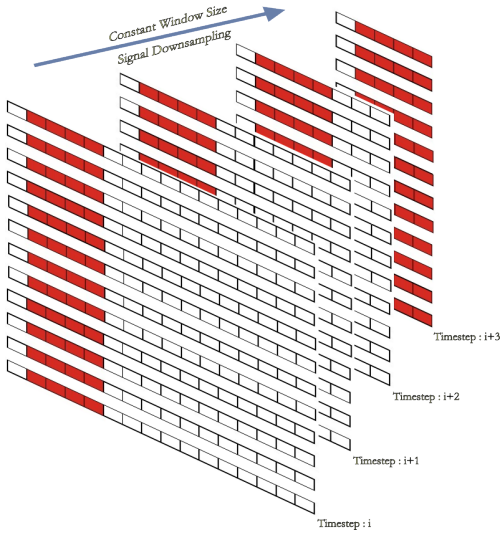 Constant Window Size
Signal Downsampling
Timestep : i+3
Timestep : i+2
Timestep : i+1
Timestep : i